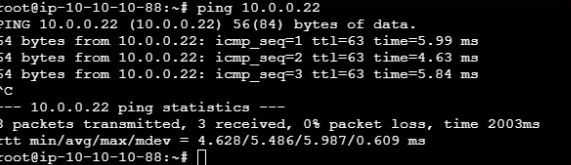 root@ip-10-10-10-88:~# ping 10.0.0.22
PING 10.0.0.22 (10.0.0.22) 56(84) bytes of data.
64 bytes from 10.0.0.22: icmp_seq=1 ttl=63 time=5.99 ms
64 bytes from 10.0.0.22: icmp_seq=2 ttl=63 time=4.63 ms
64 bytes from 10.0.0.22: icmp_seq=3 ttl=63 time=5.84 ms
^C
--- 10.0.0.22 ping statistics ---
3 packets transmitted, 3 received, 0% packet loss, time 2003ms
rtt min/avg/max/mdev = 4.628/5.486/5.987/0.609 ms
root@ip-10-10-10-88:~#